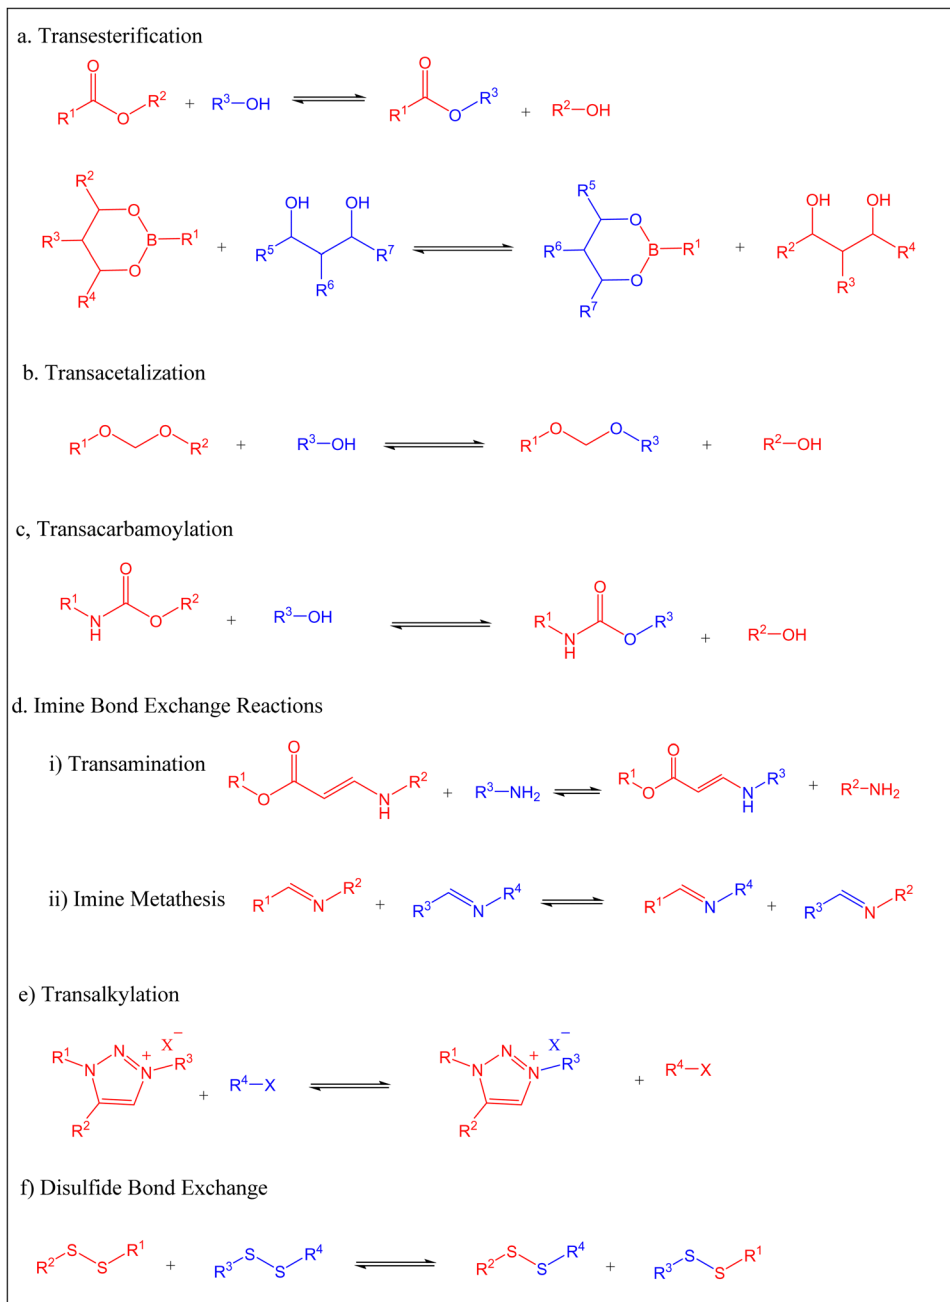 a. Transesterification
O
R¹ O R² + R³—OH R¹ O O R³ + R²—OH
R² R³ R⁴ O O B R¹ + OH OH R⁵ R⁶ R⁷ R⁵ R⁶ R⁷ O O B R¹ + OH OH R² R³ R⁴
b. Transacetalization
R¹ O O R² + R³—OH R¹ O O R³ + R²—OH
c, Transacarbamoylation
R¹ N H O O R² + R³—OH R¹ N H O O R³ + R²—OH
d. Imine Bond Exchange Reactions
i) Transamination R¹ O O N H R² + R³—NH₂ R¹ O O N H R³ + R²—NH₂
ii) Imine Metathesis R¹ N R² + R³ N R⁴ R¹ N R⁴ + R³ N R²
e) Transalkylation
R¹ N N N + X⁻ R³ R² + R⁴—X R¹ N N N + X⁻ R³ R² + R⁴—X
f) Disulfide Bond Exchange
R² S S R¹ + R³ S S R⁴ R² S S R⁴ + R³ S S R¹